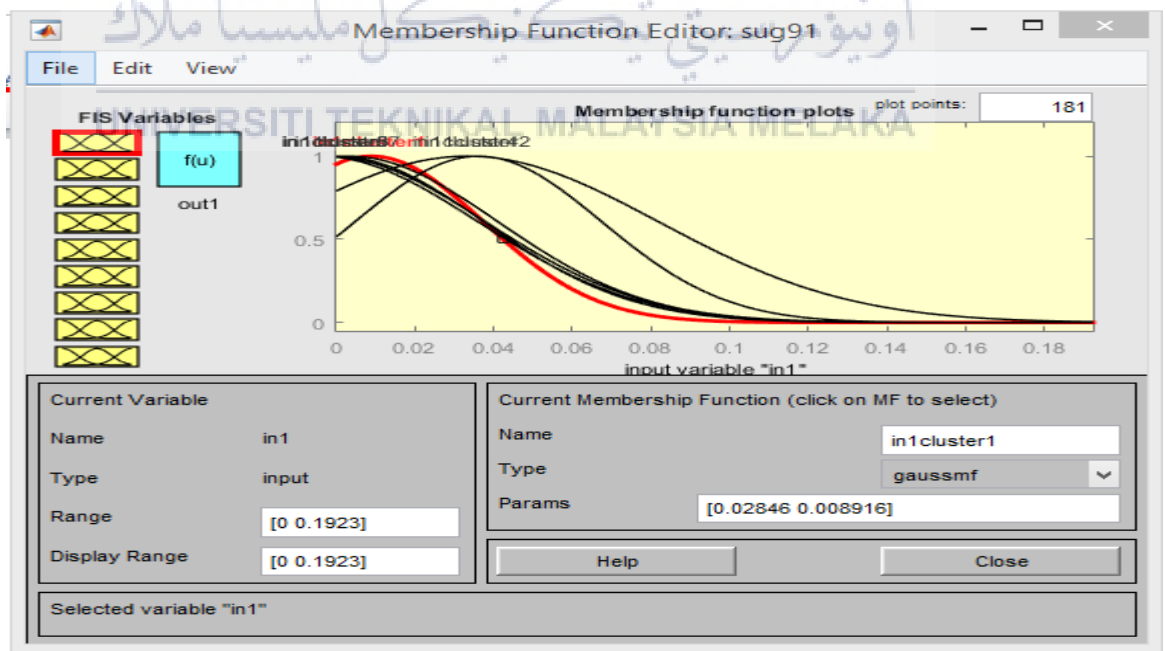 اونيۏرسيتي تيكنيكل مليسيا ملاك
Membership Function Editor: sug91
File Edit View
UNIVERSITI TEKNIKAL MALAYSIA MELAKA
FIS Variables
f(u)
out1
Membership function plots
plot points:
181
1
0.5
0
0 0.02 0.04 0.06 0.08 0.1 0.12 0.14 0.16 0.18
input variable "in1"
Current Variable
Name in1
Type input
Range [0 0.1923]
Display Range [0 0.1923]
Current Membership Function (click on MF to select)
Name in1cluster1
Type gaussmf
Params [0.02846 0.008916]
Help Close
Selected variable "in1"